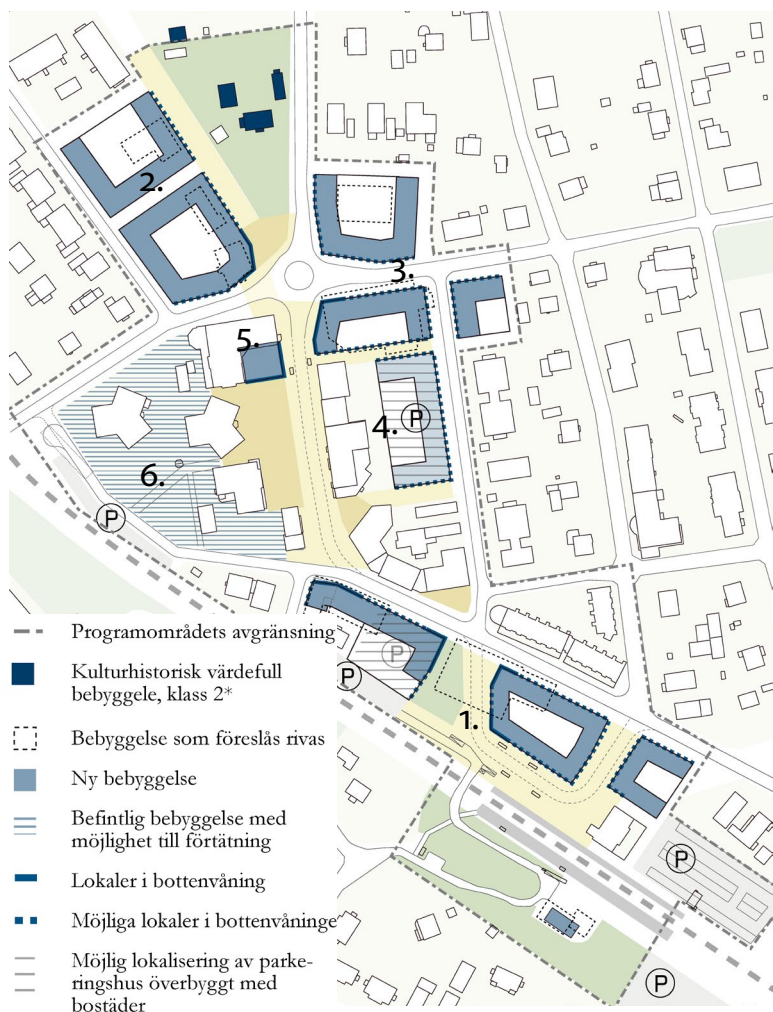 2.
3.
5.
4.
P
6.
P
P
P
1.
P
P
Programområdets avgränsning
Kulturhistorisk värdefull
bebyggele, klass 2*
Bebyggelse som föreslås rivas
Ny bebyggelse
Befintlig bebyggelse med
möjlighet till förtätning
Lokaler i bottenvåning
Möjliga lokaler i bottenvåninge
Möjlig lokalisering av parke-
ringshus överbyggt med
bostäder